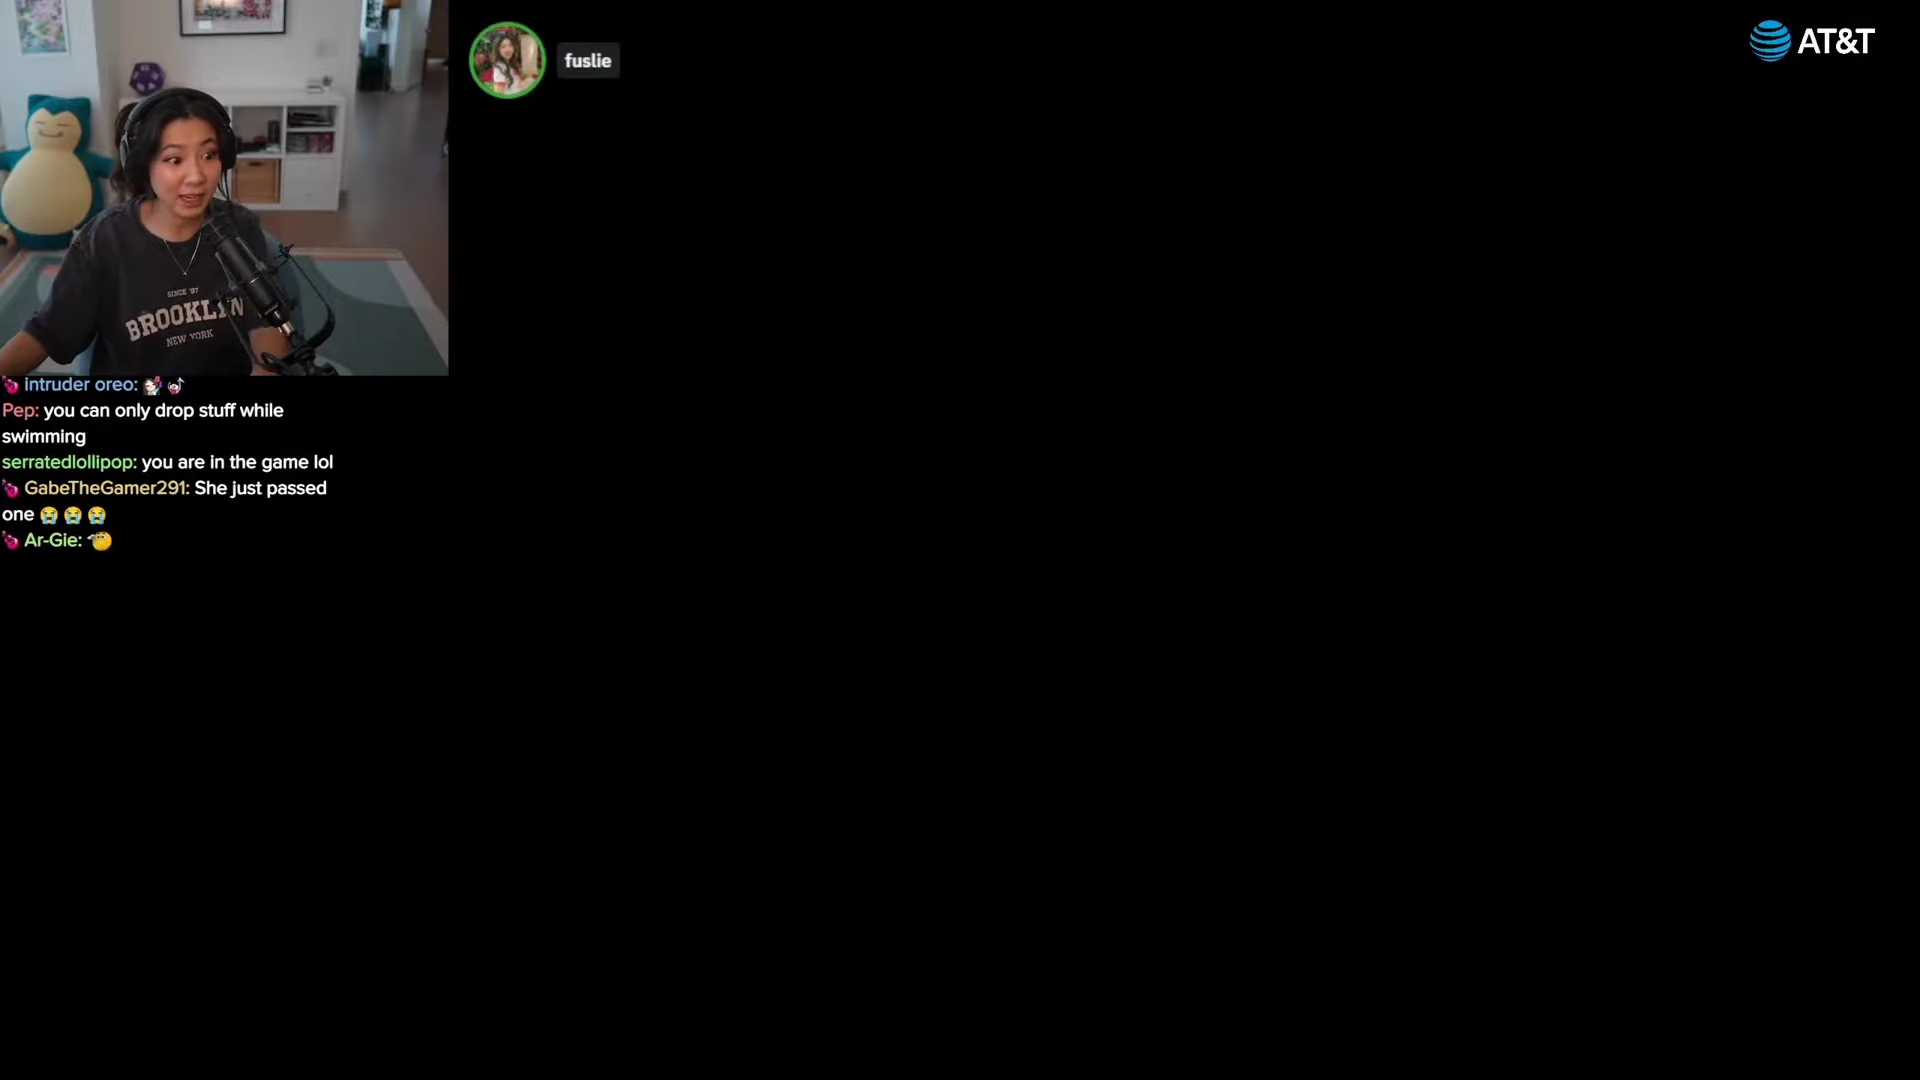 fuslie
AT&T
SINCE '97
BROOKLYN
NEW YORK
intruder oreo:
Pep: you can only drop stuff while
swimming
serratedlollipop: you are in the game lol
GabeTheGamer291: She just passed
one 😭 😭 😭
Ar-Gie: